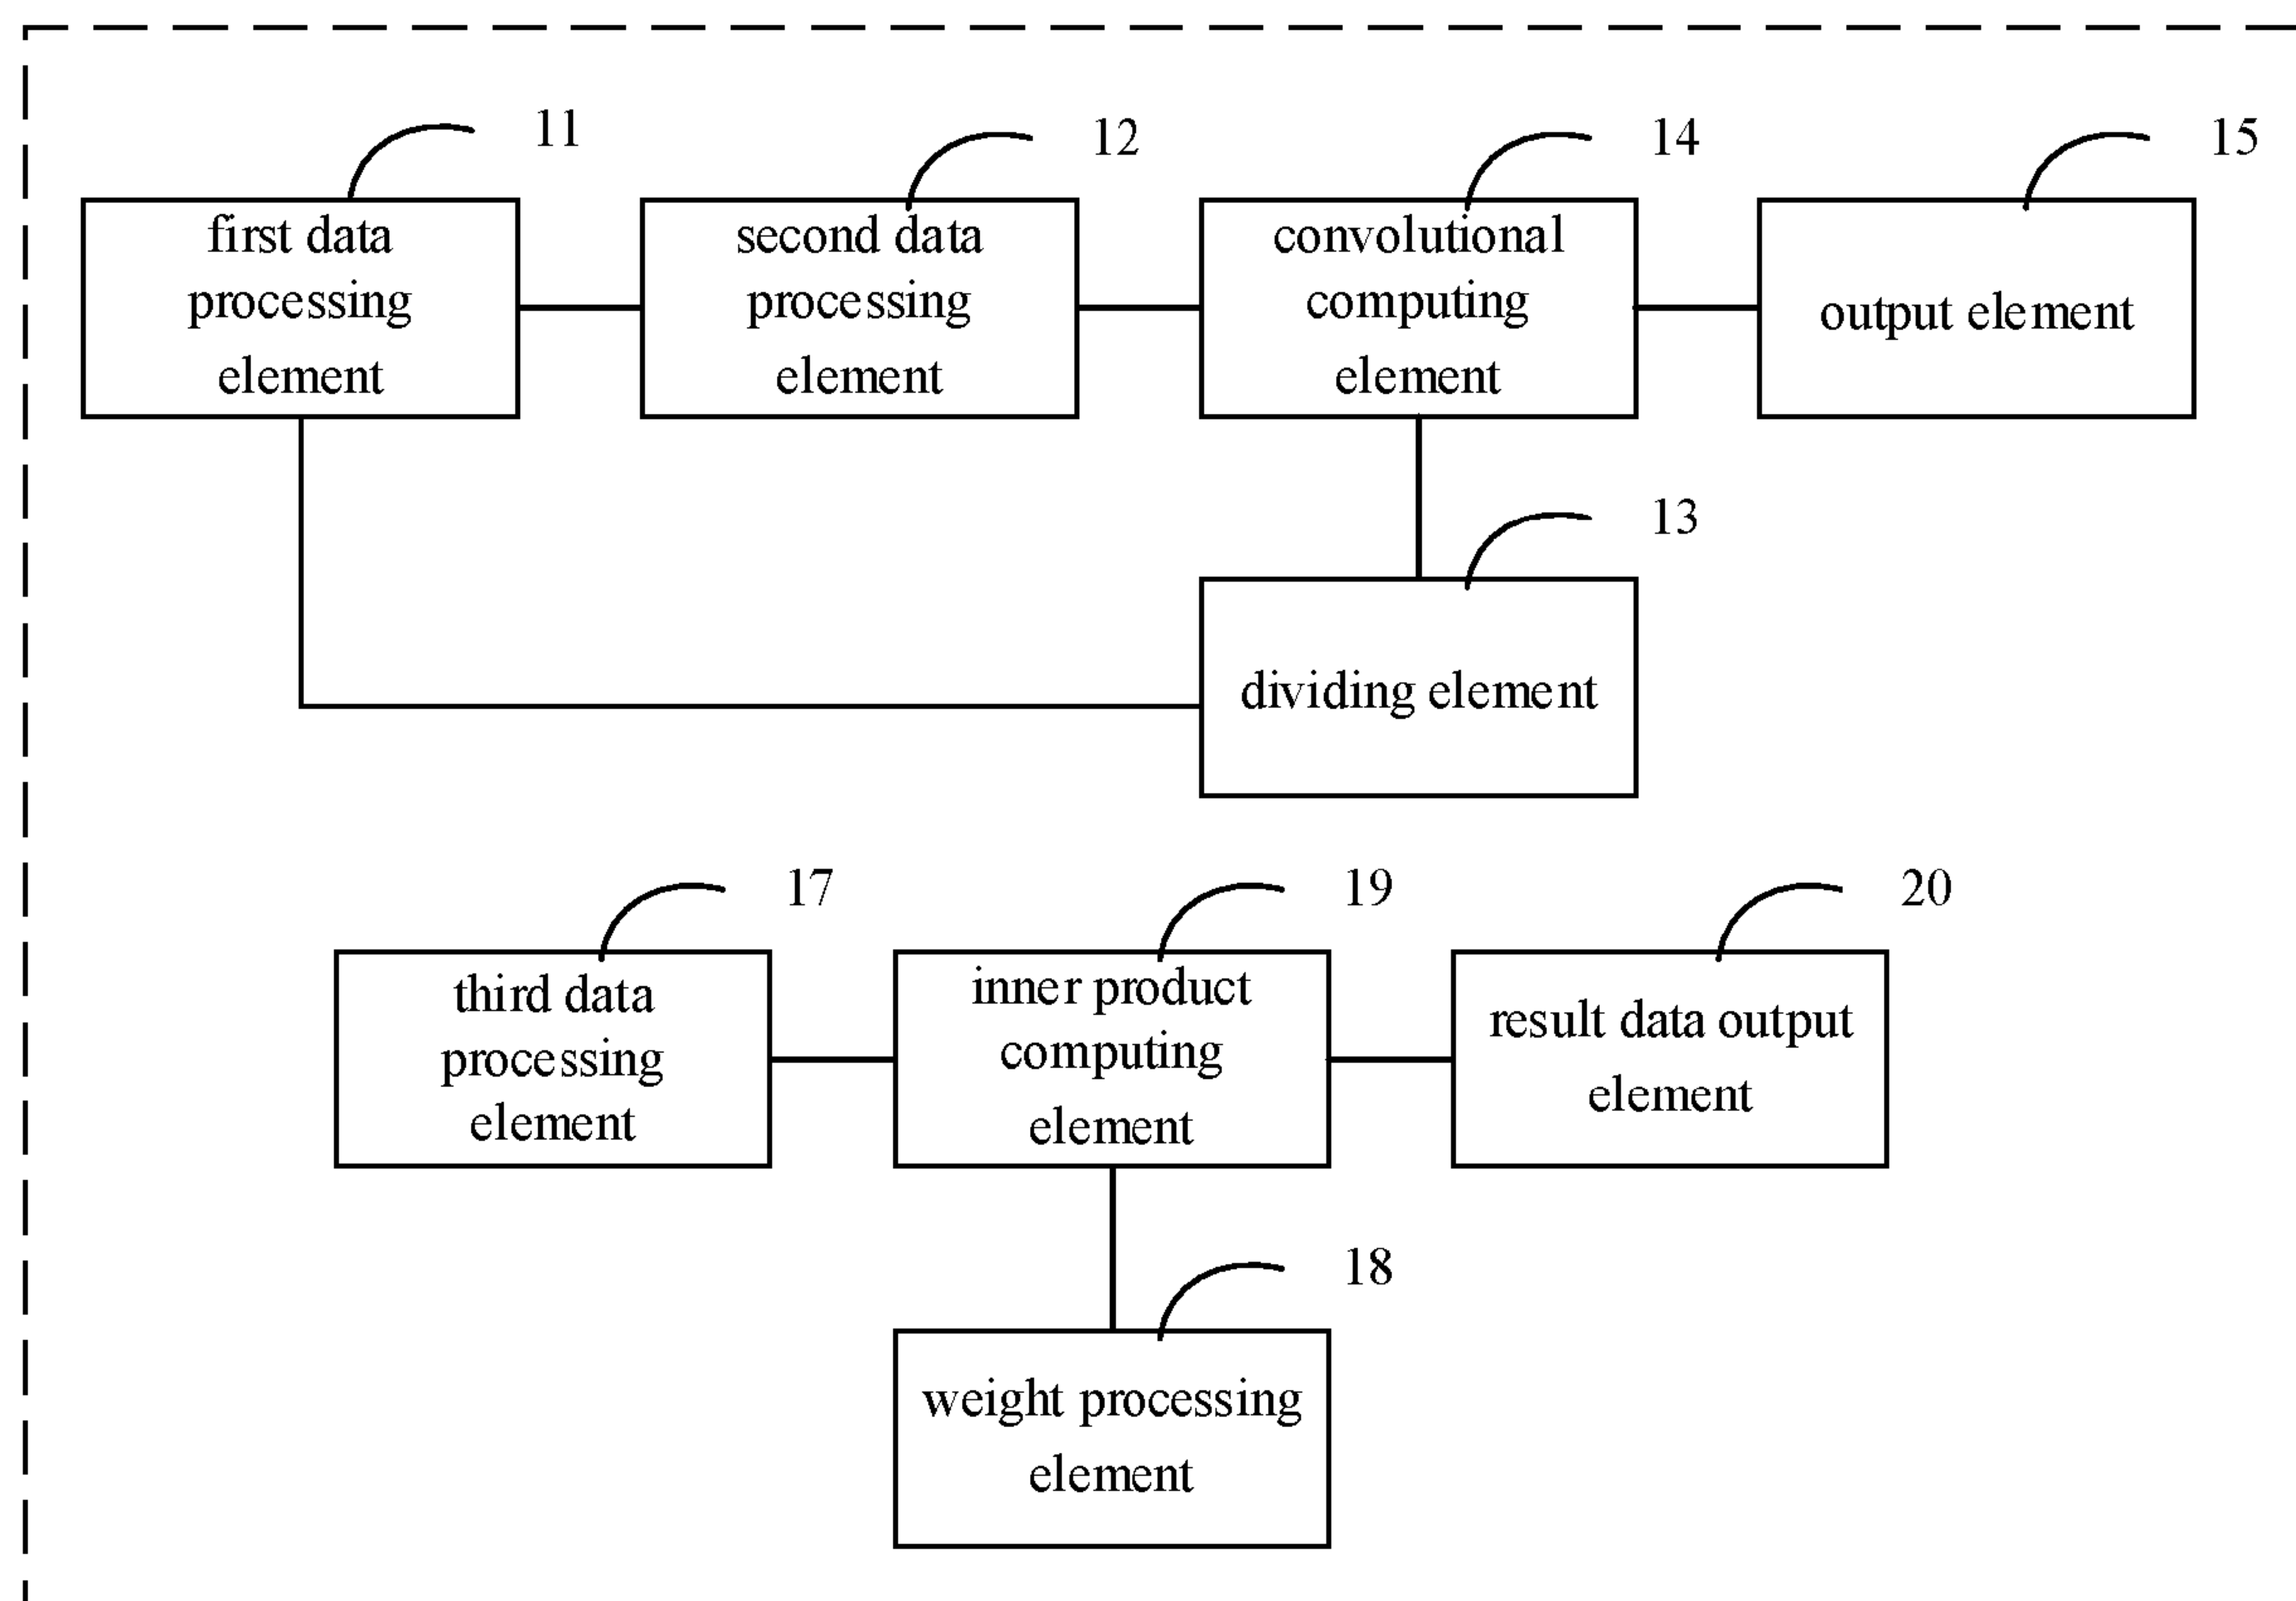 11
12
14
15
first data
processing
element
second data
processing
element
convolutional
computing
element
output element
13
dividing element
17
19
20
third data
processing
element
inner product
computing
element
result data output
element
18
weight processing
element